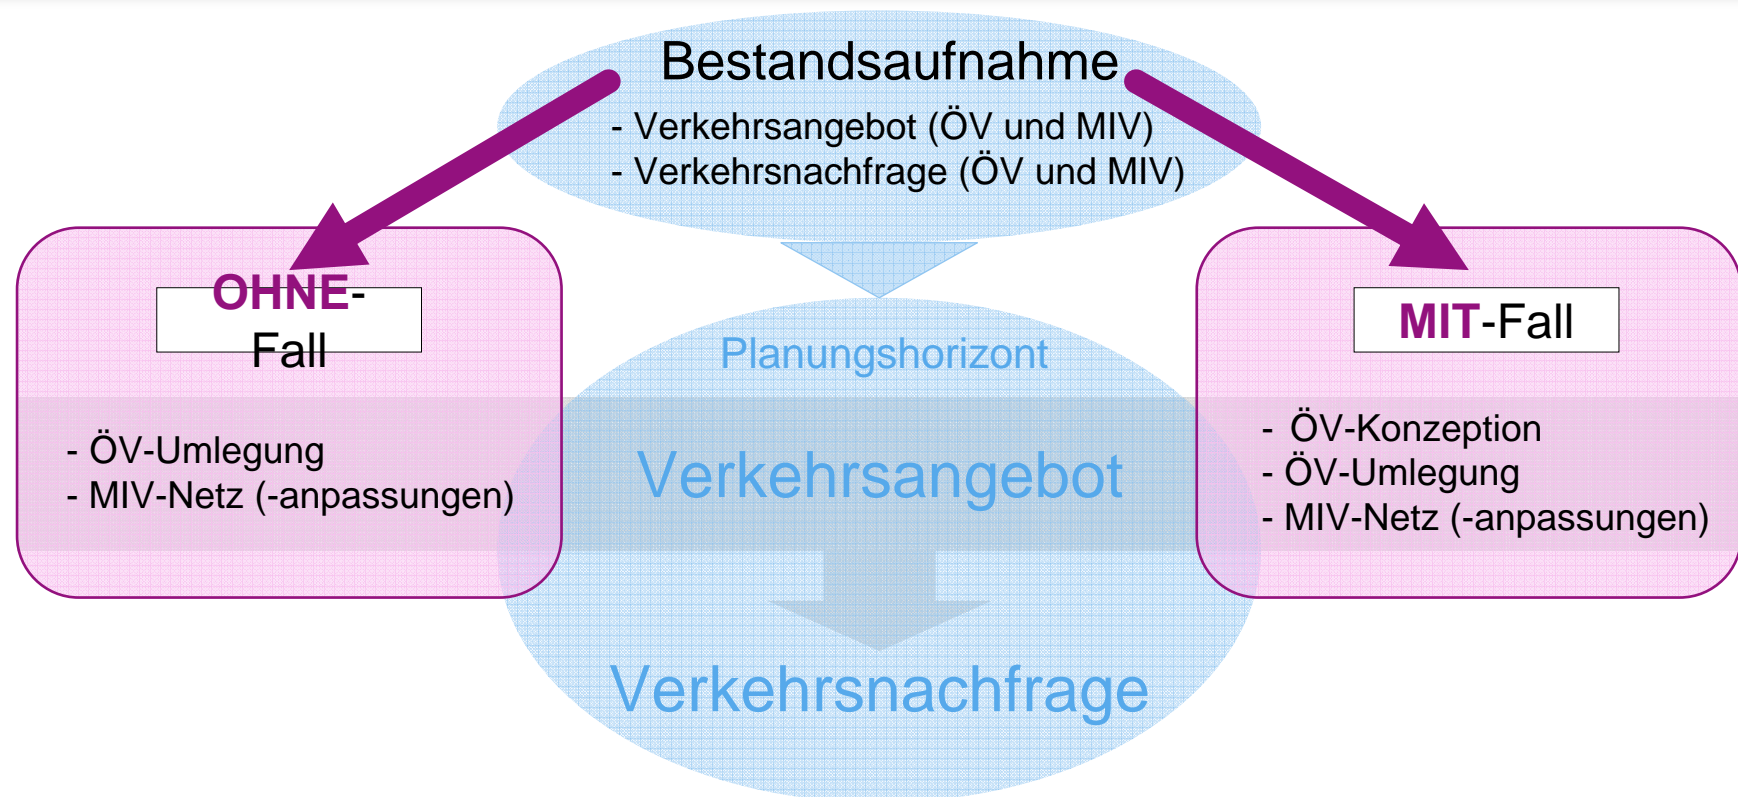 Bestandsaufnahme
- Verkehrsangebot (ÖV und MIV)
- Verkehrsnachfrage (ÖV und MIV)
OHNE-
Fall
- ÖV-Umlegung
- MIV-Netz (-anpassungen)
Planungshorizont
Verkehrsangebot
Verkehrsnachfrage
MIT-Fall
- ÖV-Konzeption
- ÖV-Umlegung
- MIV-Netz (-anpassungen)